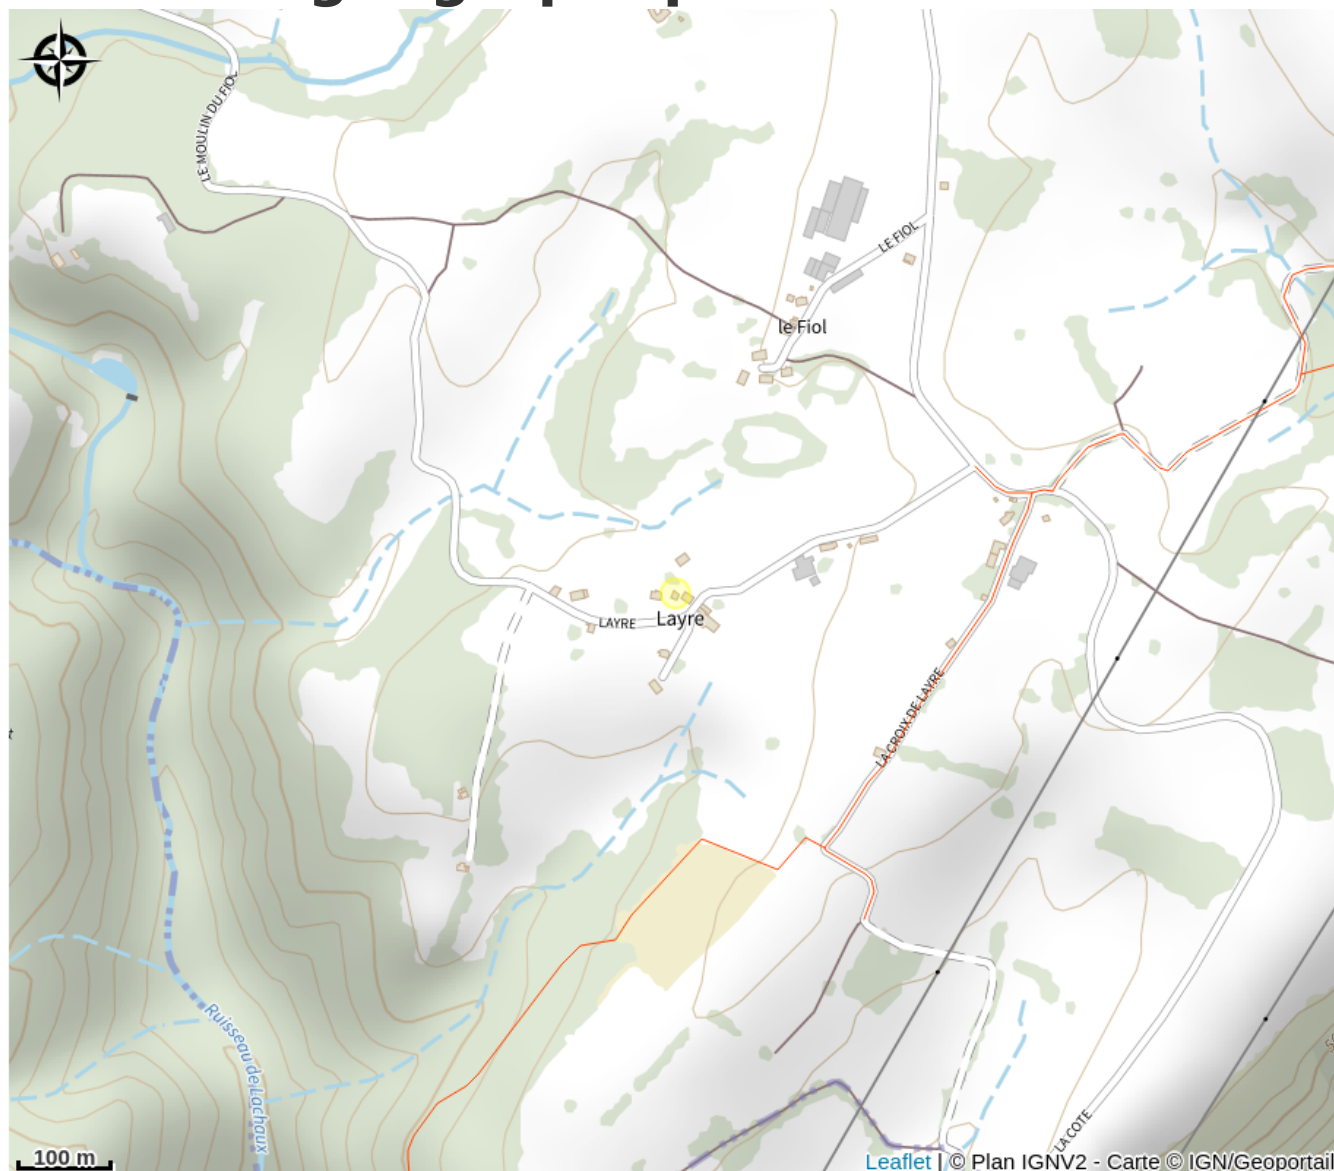 LE MOULIN DU FIOL
LE FIOL
le Fiol
LAYRE
Layre
LA CROIX DE LAYRE
Ruisseau de Lachaux
LA COTE
100 m
Leaflet | © Plan IGNV2 - Carte © IGN/Geoportail